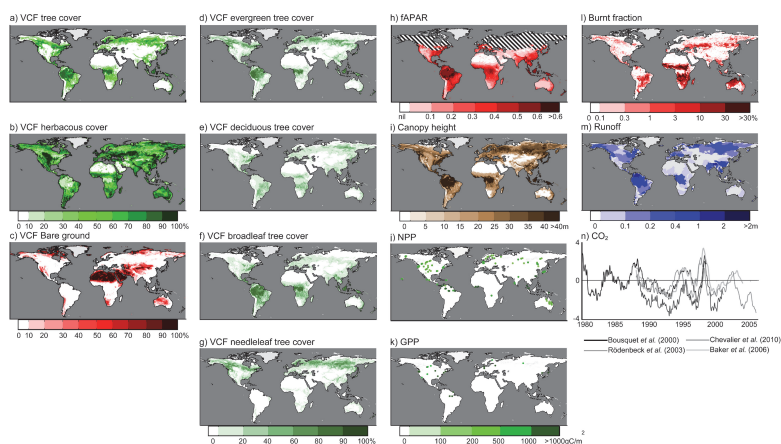 a) VCF tree cover
b) VCF herbacous cover
0 10 20 30 40 50 60 70 80 90 100%
c) VCF Bare ground
0 10 20 30 40 50 60 70 80 90 100%
d) VCF evergreen tree cover
e) VCF deciduous tree cover
f) VCF broadleaf tree cover
g) VCF needleleaf tree cover
0 20 40 60 80 90 100%
h) fAPAR
nil 0.1 0.2 0.4 0.5 0.6 >0.6
i) Canopy height
0 5 10 15 20 25 30 35 40 >40m
j) NPP
k) GPP
0 100 200 500 1000 >1000gC/m
2
l) Burnt fraction
0 0.1 0.3 1 3 10 30 >30%
m) Runoff
0 0.1 0.2 0.4 1 2 >2m
n) CO2
4
0
-4
1980 1985 1990 1995 2000 2005
Bousquet et al. (2000)
Chevalier et al. (2010)
Rödenbeck et al. (2003)
Baker et al. (2006)